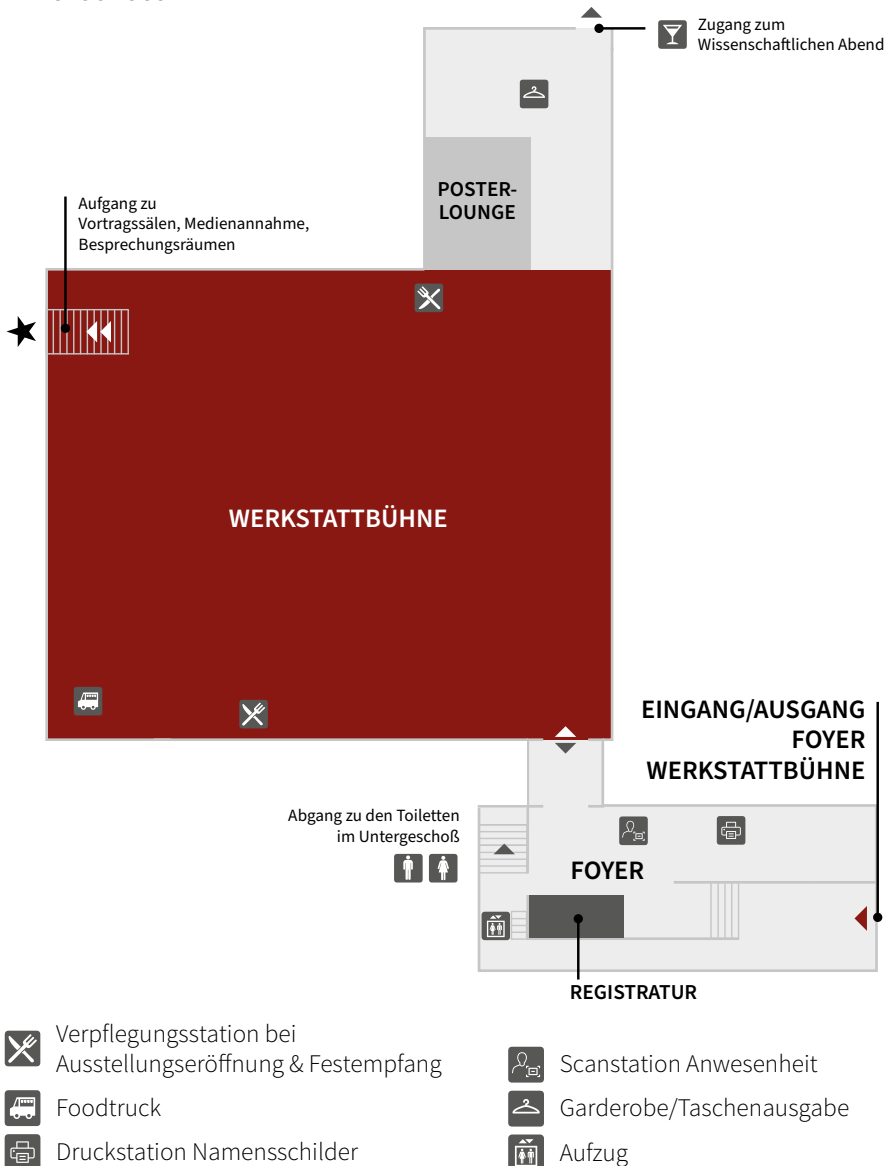 Zugang zum
Wissenschaftlichen Abend
POSTER-
LOUNGE
Aufgang zu
Vortragssälen, Medienannahme,
Besprechungsräumen
WERKSTATTBÜHNE
EINGANG/AUSGANG
FOYER
WERKSTATTBÜHNE
Abgang zu den Toiletten
im Untergeschoß
FOYER
REGISTRATUR
Verpflegungsstation bei
Ausstellungseröffnung & Festempfang
Foodtruck
Druckstation Namensschilder
Scanstation Anwesenheit
Garderobe/Taschenausgabe
Aufzug